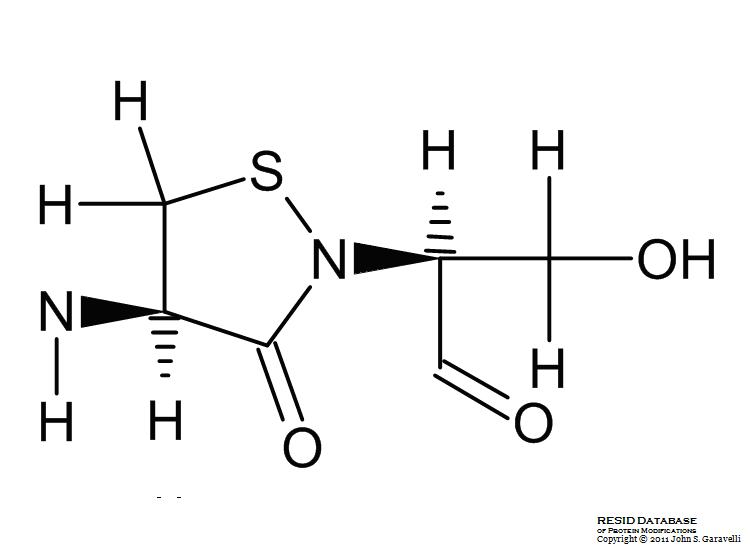 H
S
H
H
H
N
OH
N
H
H
H
O
O
RESID DATABASE
OF PROTEIN MODIFICATIONS
Copyright © 2011 John S. Garavelli